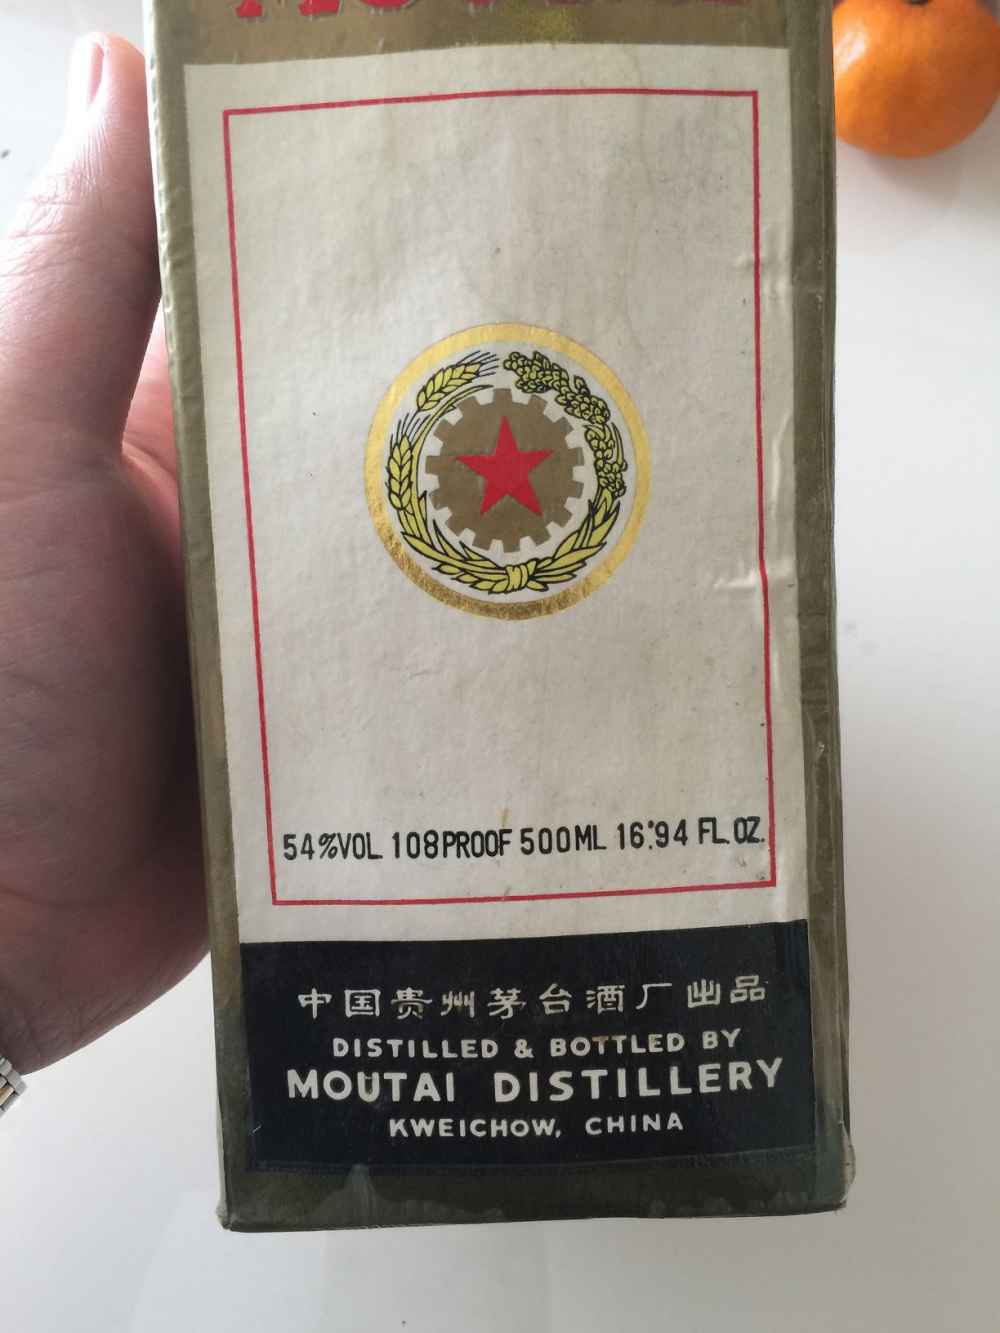 54%VOL 108PROOF 500ML 16.94 FL.OZ.
中国贵州茅台酒厂出品
DISTILLED & BOTTLED BY
MOUTAI DISTILLERY
KWEICHOW, CHINA